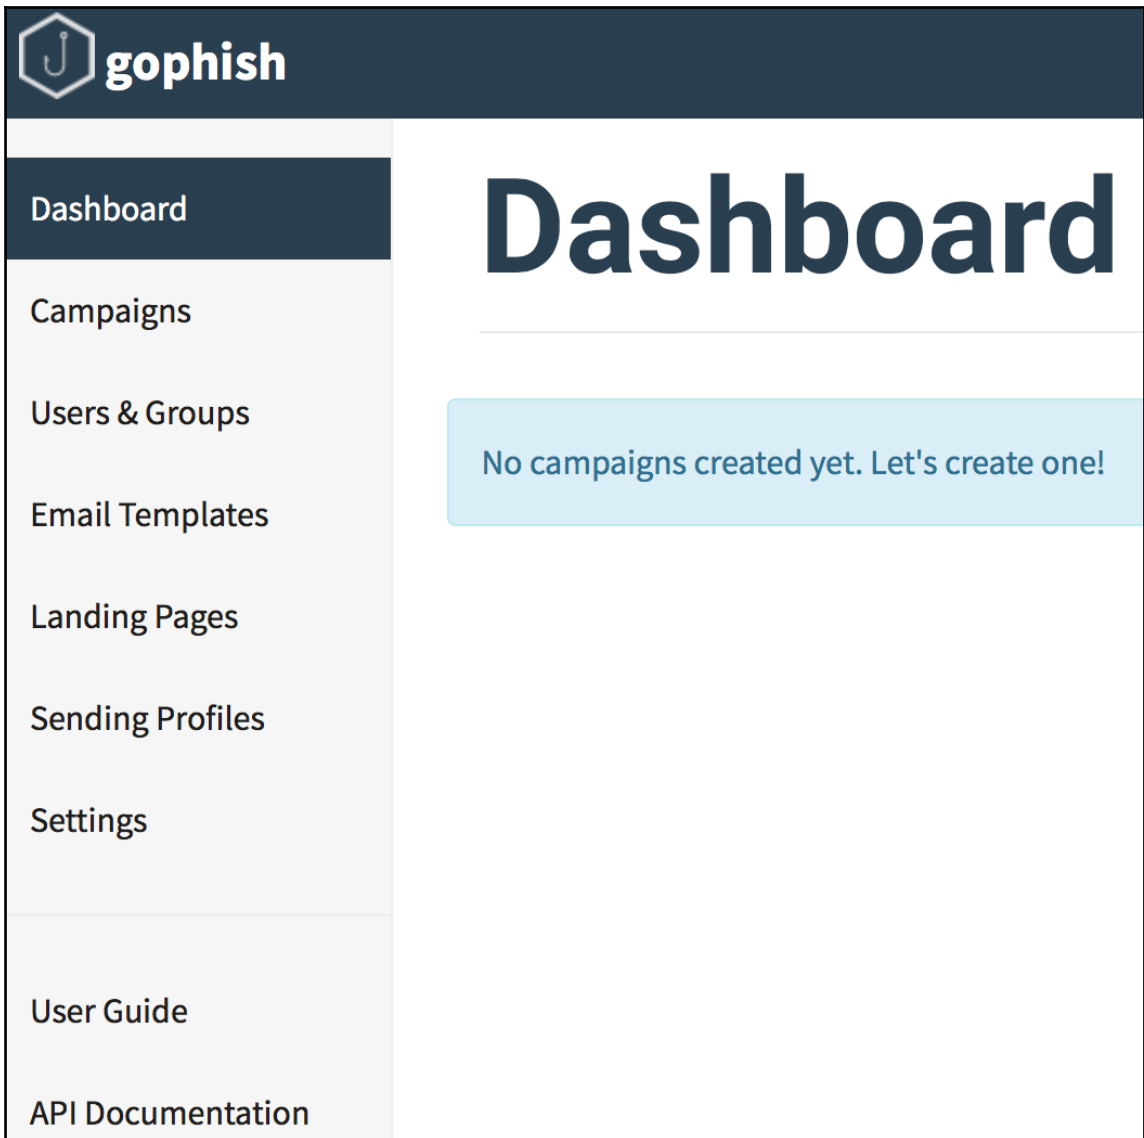 gophish
Dashboard
Campaigns
Users & Groups
Email Templates
Landing Pages
Sending Profiles
Settings
User Guide
API Documentation
Dashboard
No campaigns created yet. Let's create one!